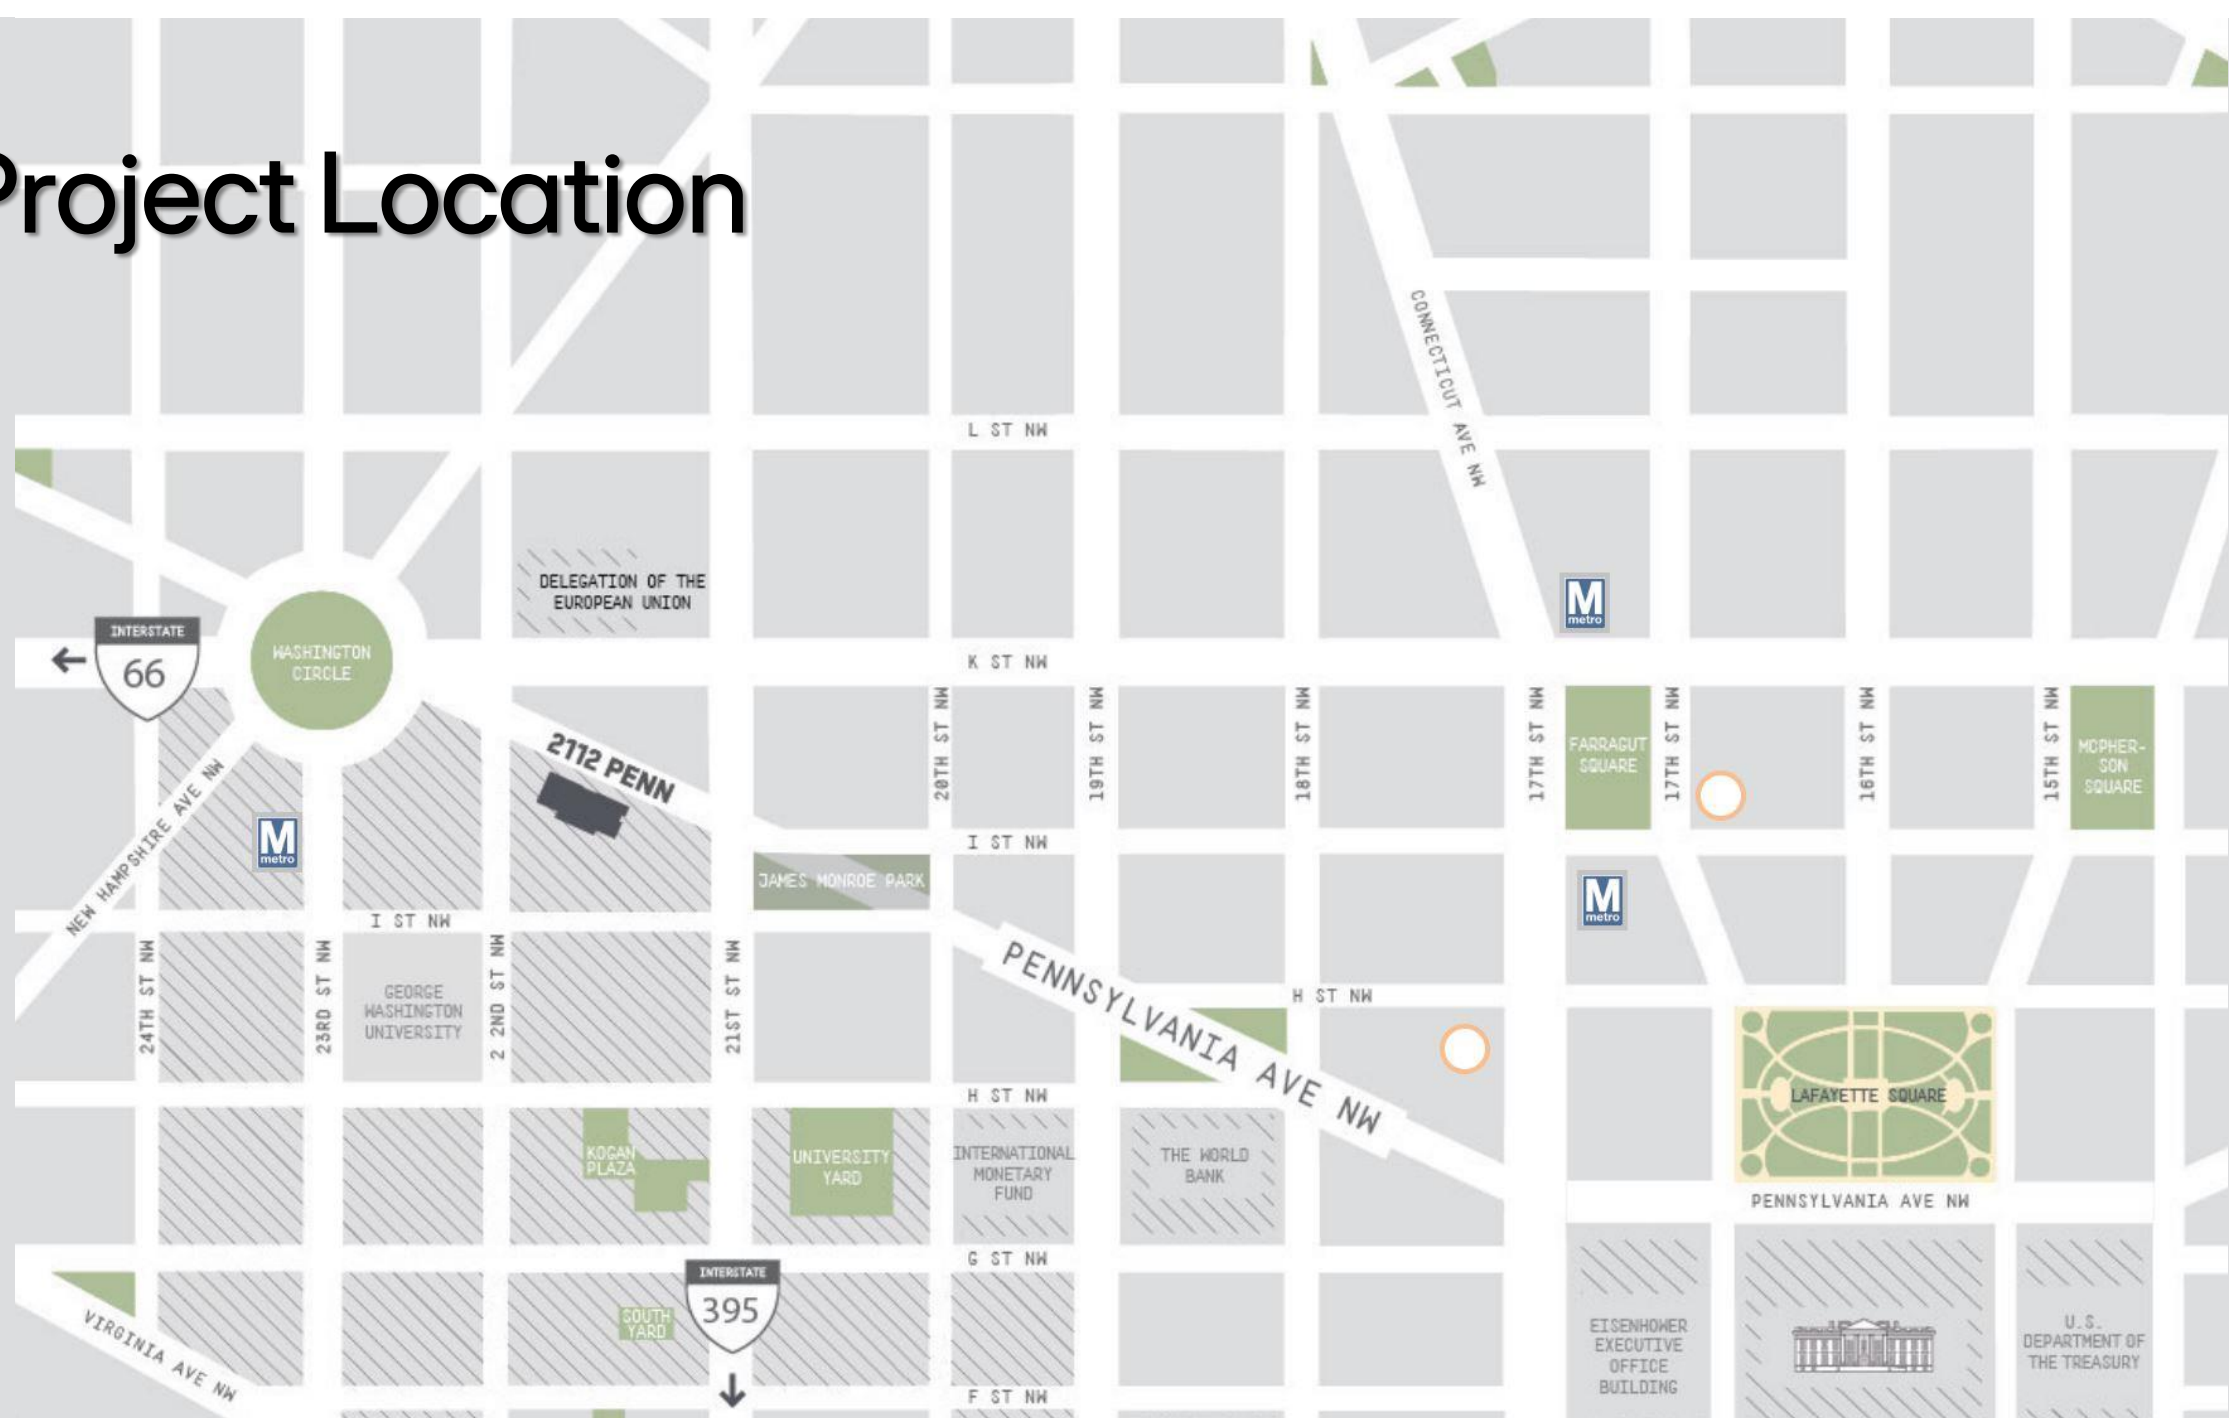 Project Location
CONNECTICUT AVE NW
L ST NW
DELEGATION OF THE
EUROPEAN UNION
M
metro
INTERSTATE
66
WASHINGTON
CIRCLE
K ST NW
2112 PENN
20TH ST NW
19TH ST NW
18TH ST NW
17TH ST NW
FARRAGUT
SQUARE
17TH ST NW
16TH ST NW
15TH ST NW
MCPHER-
SON
SQUARE
NEW HAMPSHIRE AVE NW
M
metro
I ST NW
JAMES MONROE PARK
M
metro
I ST NW
24TH ST NW
23RD ST NW
GEORGE
WASHINGTON
UNIVERSITY
2 2ND ST NW
21ST ST NW
PENNSYLVANIA AVE NW
H ST NW
LAFAYETTE SQUARE
H ST NW
KOGAN
PLAZA
UNIVERSITY
YARD
INTERNATIONAL
MONETARY
FUND
THE WORLD
BANK
PENNSYLVANIA AVE NW
G ST NW
INTERSTATE
395
SOUTH
YARD
VIRGINIA AVE NW
EISENHOWER
EXECUTIVE
OFFICE
BUILDING
U.S.
DEPARTMENT OF
THE TREASURY
F ST NW